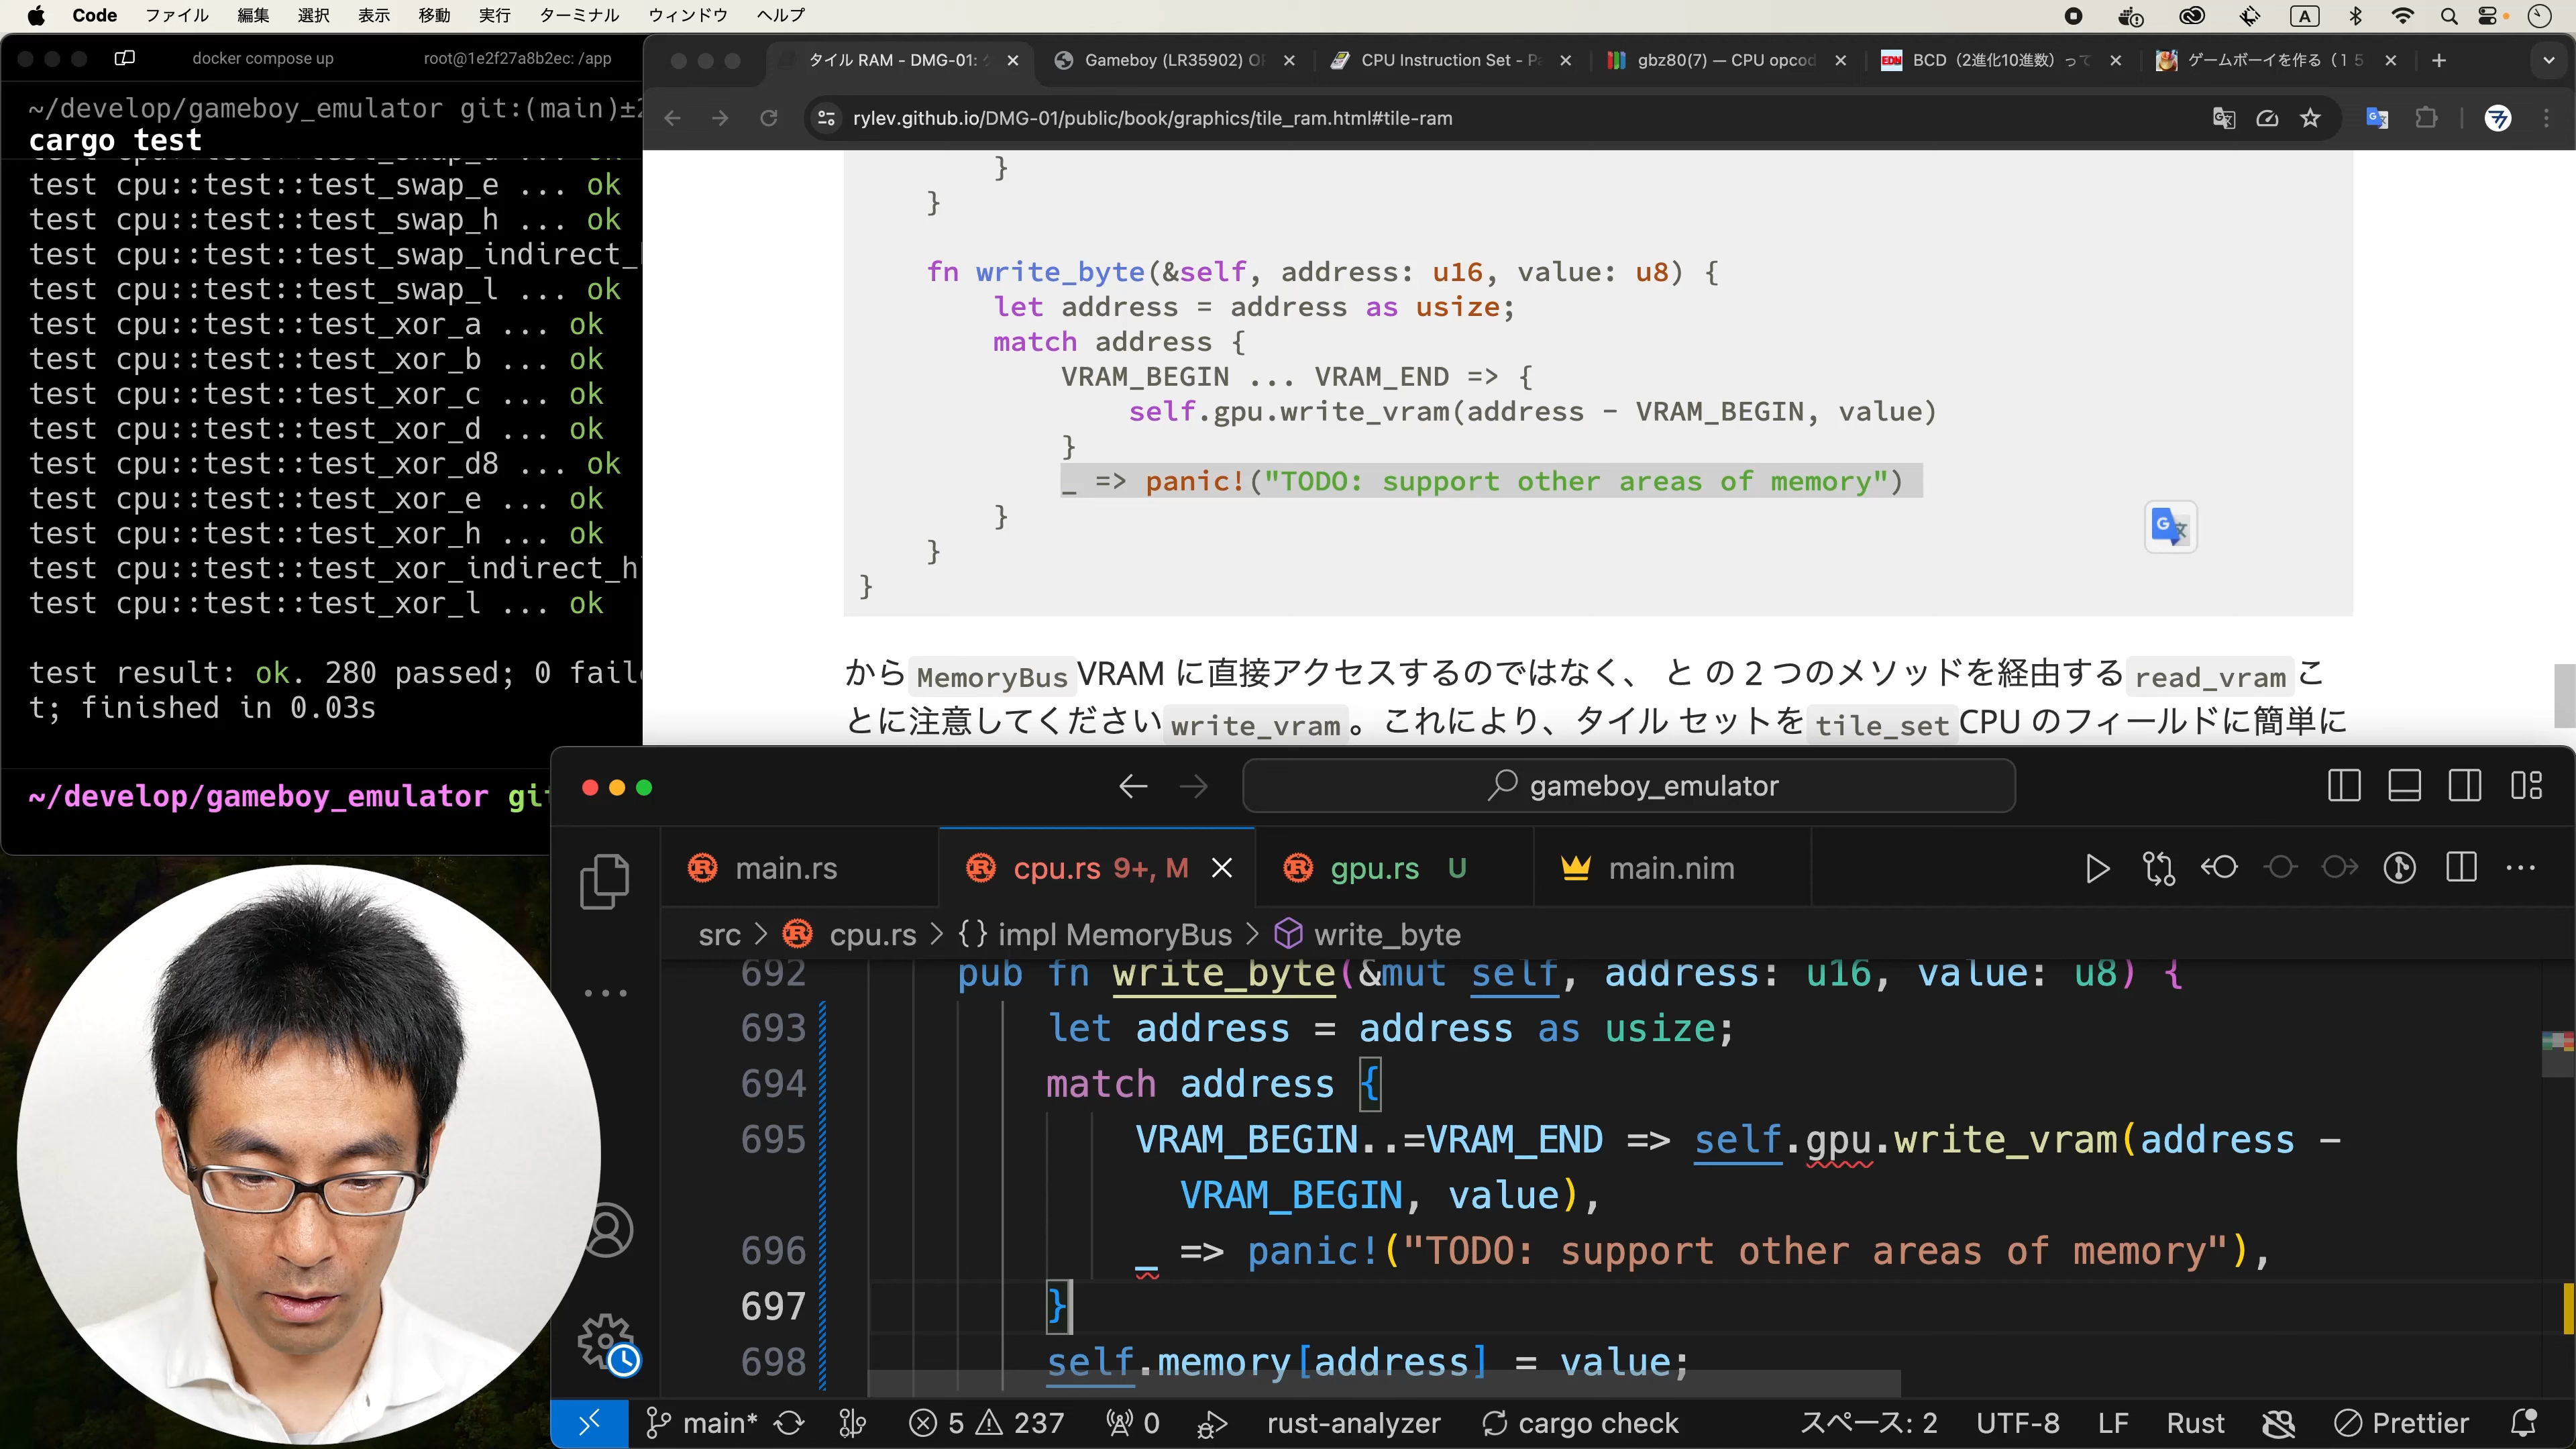 Code ファイル 編集 選択 表示 移動 実行 ターミナル ウィンドウ ヘルプ A
docker compose up root@1e2f27a8b2ec: /app
~/develop/gameboy_emulator git:(main)±2
cargo test
test cpu::test::test_swap_e ... ok
test cpu::test::test_swap_h ... ok
test cpu::test::test_swap_indirect_
test cpu::test::test_swap_l ... ok
test cpu::test::test_xor_a ... ok
test cpu::test::test_xor_b ... ok
test cpu::test::test_xor_c ... ok
test cpu::test::test_xor_d ... ok
test cpu::test::test_xor_d8 ... ok
test cpu::test::test_xor_e ... ok
test cpu::test::test_xor_h ... ok
test cpu::test::test_xor_indirect_h
test cpu::test::test_xor_l ... ok
test result: ok. 280 passed; 0 faile
t; finished in 0.03s
~/develop/gameboy_emulator git
タイル RAM - DMG-01: Gameboy (LR35902) OP CPU Instruction Set - Pa gbz80(7) — CPU opcod EDN BCD（2進化10進数）って ゲームボーイを作る（１５
rylev.github.io/DMG-01/public/book/graphics/tile_ram.html#tile-ram
}
}
fn write_byte(&self, address: u16, value: u8) {
let address = address as usize;
match address {
VRAM_BEGIN ... VRAM_END => {
self.gpu.write_vram(address - VRAM_BEGIN, value)
}
_ => panic!("TODO: support other areas of memory")
}
}
}
から MemoryBus VRAM に直接アクセスするのではなく、 と の 2 つのメソッドを経由する read_vram こ
とに注意してください write_vram 。これにより、タイル セットを tile_set CPU のフィールドに簡単に
gameboy_emulator
main.rs cpu.rs 9+, M gpu.rs U main.nim
src > cpu.rs > {} impl MemoryBus > write_byte
692 pub fn write_byte(&mut self, address: u16, value: u8) {
693 let address = address as usize;
694 match address {
695 VRAM_BEGIN..=VRAM_END => self.gpu.write_vram(address -
VRAM_BEGIN, value),
696 _ => panic!("TODO: support other areas of memory"),
697 }
698 self.memory[address] = value;
main* 5 237 0 rust-analyzer cargo check スペース: 2 UTF-8 LF Rust Prettier